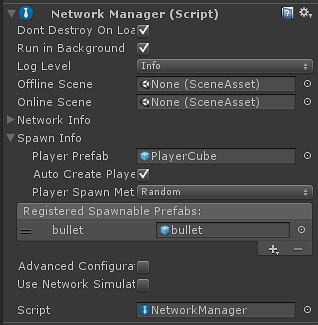 Network Manager (Script)
Dont Destroy On Loa
Run in Background
Log Level Info
Offline Scene None (SceneAsset)
Online Scene None (SceneAsset)
Network Info
Spawn Info
Player Prefab PlayerCube
Auto Create Playe
Player Spawn Met Random
Registered Spawnable Prefabs:
bullet bullet
Advanced Configurat
Use Network Simulat
Script NetworkManager